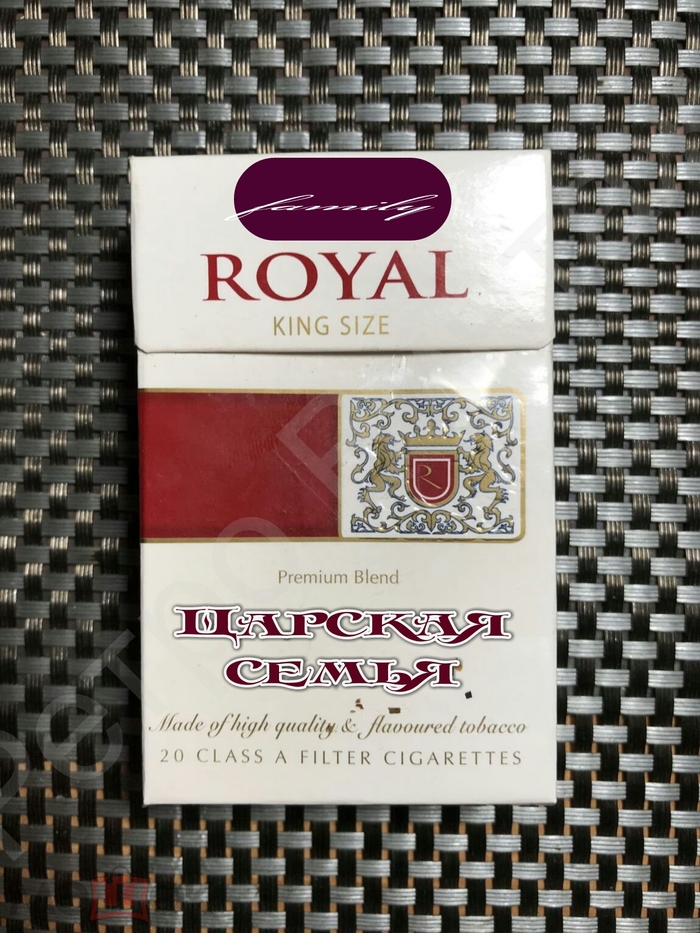 family
ROYAL
KING SIZE
R
Premium Blend
ЦАРСКАЯ
СЕМЬЯ
Made of high quality & flavoured tobacco
20 CLASS A FILTER CIGARETTES